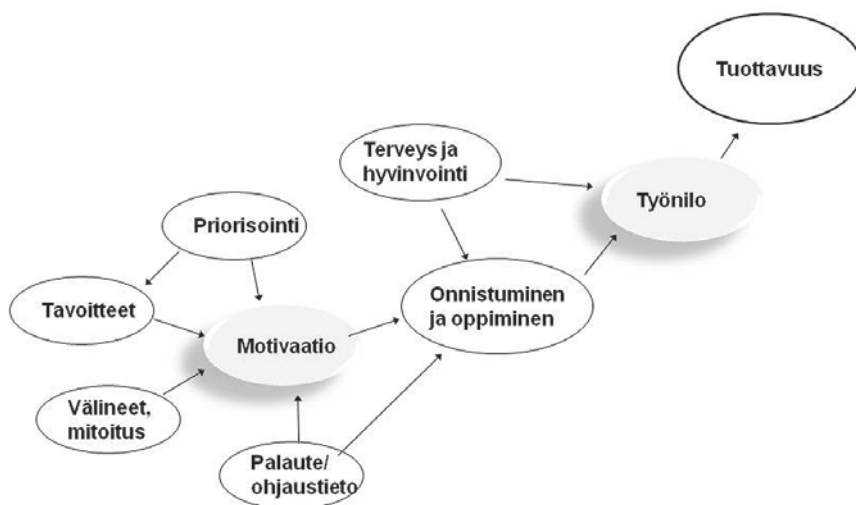 Tuottavuus
Terveys ja
hyvinvointi
Työnilo
Priorisointi
Tavoitteet
Onnistuminen
ja oppiminen
Motivaatio
Välineet,
mitoitus
Palaute/
ohjaustieto